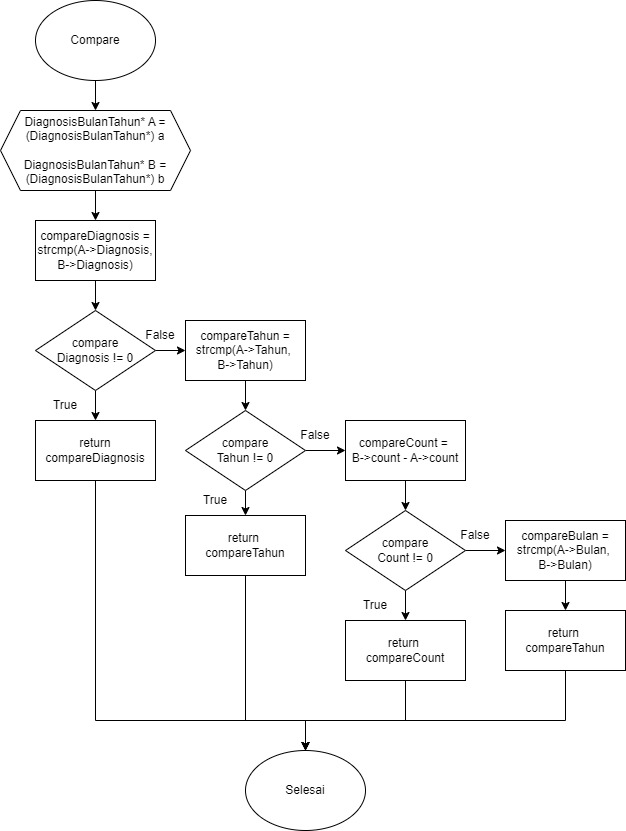 Compare
DiagnosisBulanTahun* A =
(DiagnosisBulanTahun*) a
DiagnosisBulanTahun* B =
(DiagnosisBulanTahun*) b
compareDiagnosis =
strcmp(A->Diagnosis,
B->Diagnosis)
compare
Diagnosis != 0
False
True
return
compareDiagnosis
compareTahun =
strcmp(A->Tahun,
B->Tahun)
compare
Tahun != 0
False
True
return
compareTahun
compareCount =
B->count - A->count
compare
Count != 0
False
True
return
compareCount
compareBulan =
strcmp(A->Bulan,
B->Bulan)
return
compareTahun
Selesai